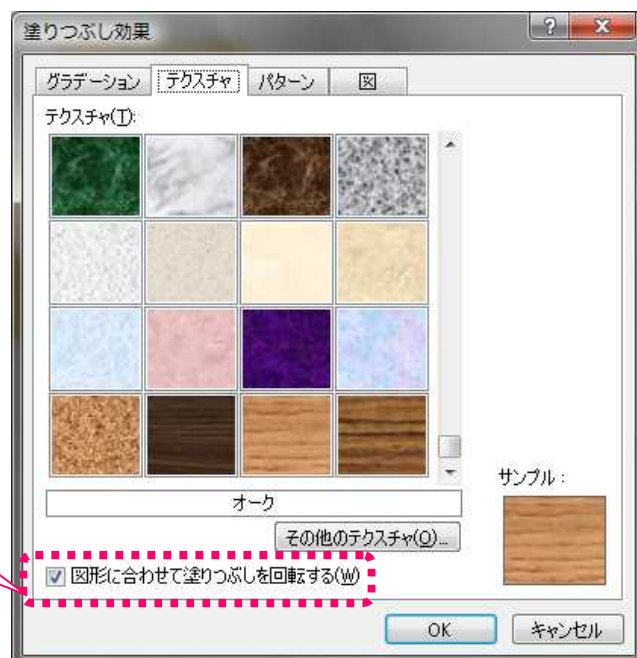 塗りつぶし効果
グラデーション テクスチャ パターン 図
テクスチャ(T):
サンプル :
オーク
その他のテクスチャ(O)...
図形に合わせて塗りつぶしを回転する(W)
OK キャンセル